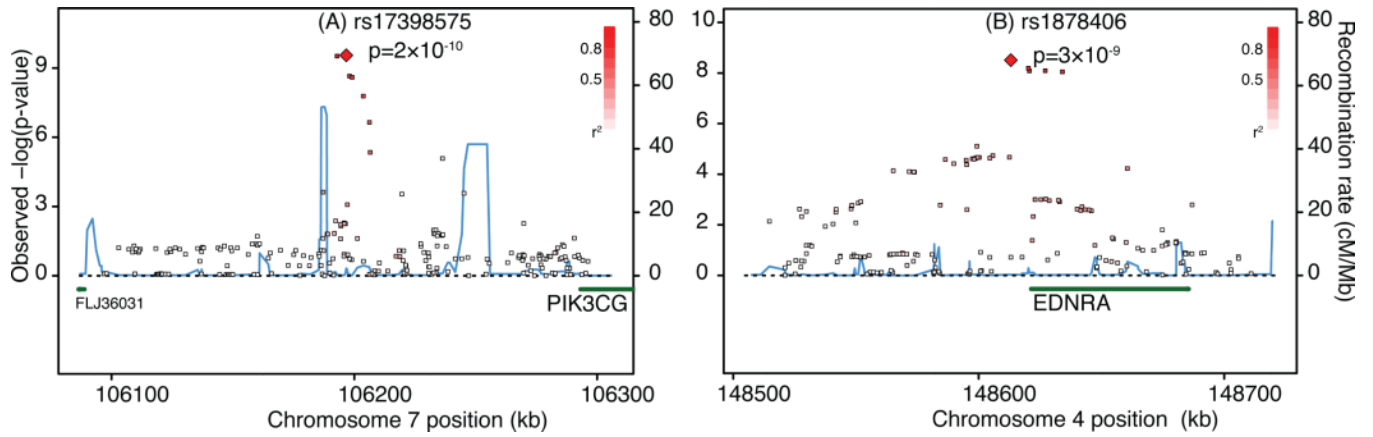 (A) rs17398575
p=2×10⁻¹⁰
Observed −log(p-value)
9
6
3
0
80
60
40
20
0
0.8
0.5
r²
FLJ36031
PIK3CG
106100
106200
106300
Chromosome 7 position (kb)
(B) rs1878406
p=3×10⁻⁹
10
8
6
4
2
0
80
60
40
20
0
0.8
0.5
r²
Recombination rate (cM/Mb)
EDNRA
148500
148600
148700
Chromosome 4 position (kb)